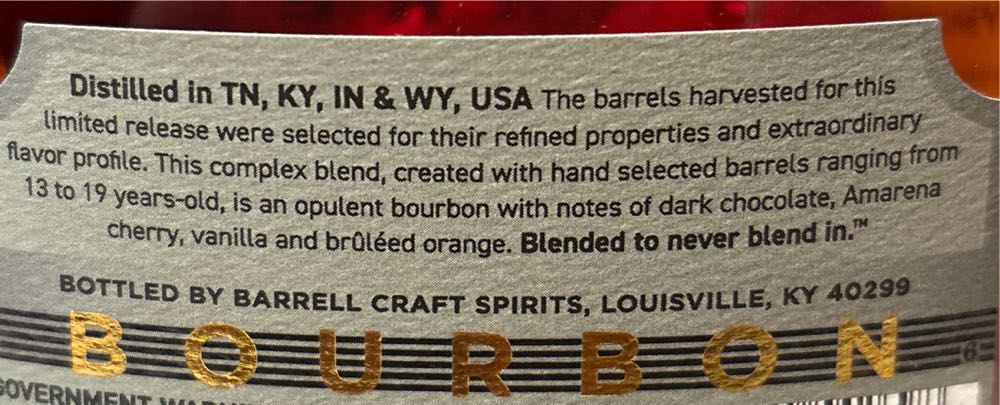 Distilled in TN, KY, IN & WY, USA The barrels harvested for this
limited release were selected for their refined properties and extraordinary
flavor profile. This complex blend, created with hand selected barrels ranging from
13 to 19 years-old, is an opulent bourbon with notes of dark chocolate, Amarena
cherry, vanilla and brûléed orange. Blended to never blend in.™
BOTTLED BY BARRELL CRAFT SPIRITS, LOUISVILLE, KY 40299
BOURBON
GOVERNMENT